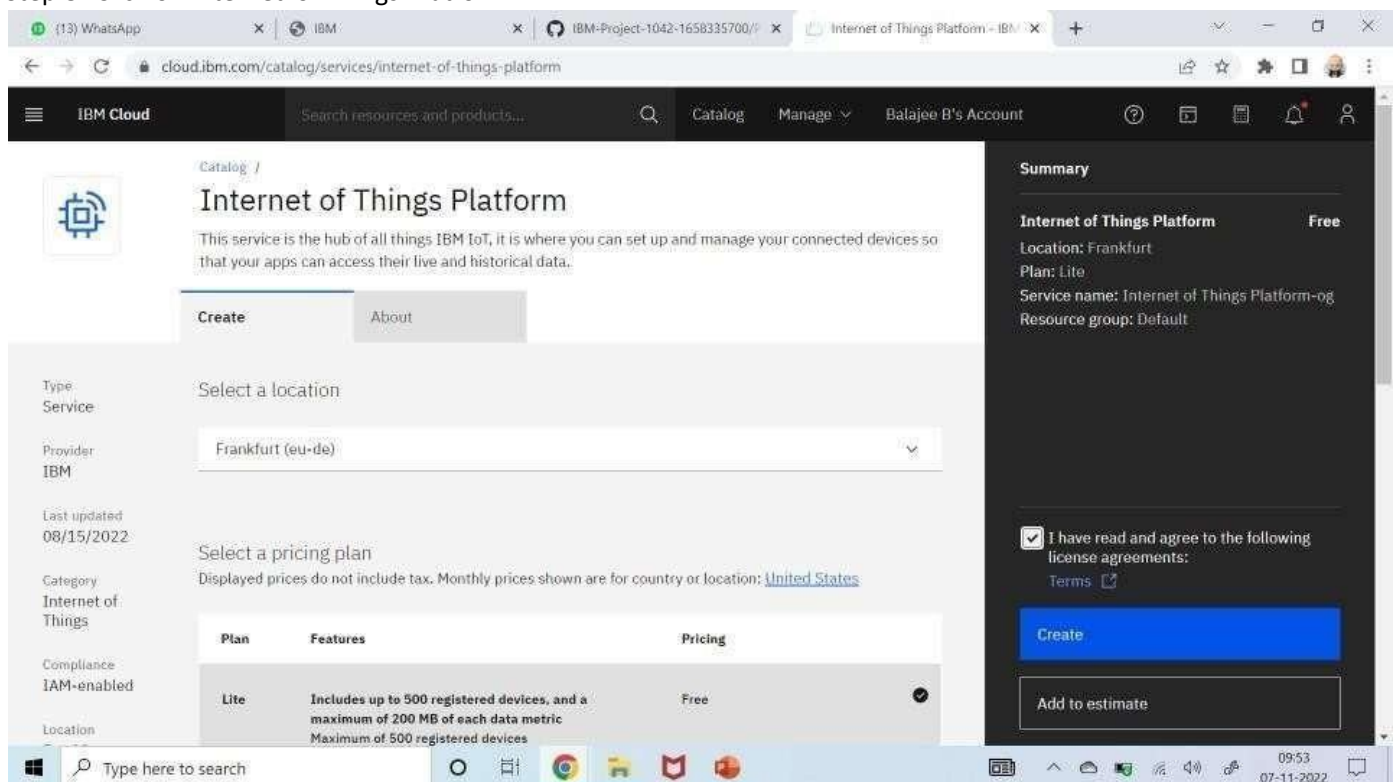 (13) WhatsApp
IBM
IBM-Project-1042-1658335700/
Internet of Things Platform - IBM
cloud.ibm.com/catalog/services/internet-of-things-platform
IBM Cloud
Search resources and products...
Catalog
Manage
Balajee B's Account
Catalog /
Internet of Things Platform
This service is the hub of all things IBM IoT, it is where you can set up and manage your connected devices so
that your apps can access their live and historical data.
Create
About
Type
Service
Provider
IBM
Last updated
08/15/2022
Category
Internet of
Things
Compliance
IAM-enabled
Location
Select a location
Frankfurt (eu-de)
Select a pricing plan
Displayed prices do not include tax. Monthly prices shown are for country or location: United States
Plan Features Pricing
Lite Includes up to 500 registered devices, and a Free
maximum of 200 MB of each data metric
Maximum of 500 registered devices
Summary
Internet of Things Platform Free
Location: Frankfurt
Plan: Lite
Service name: Internet of Things Platform-og
Resource group: Default
I have read and agree to the following
license agreements:
Terms
Create
Add to estimate
Type here to search
09:53
07-11-2022